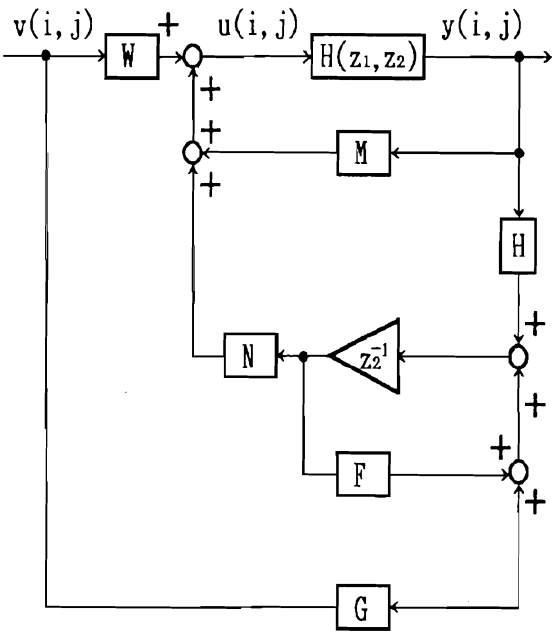 v(i,j)
+
u(i,j)
y(i,j)
W
H(z₁,z₂)
+
+
M
+
H
+
N
z₂⁻¹
+
+
F
+
G